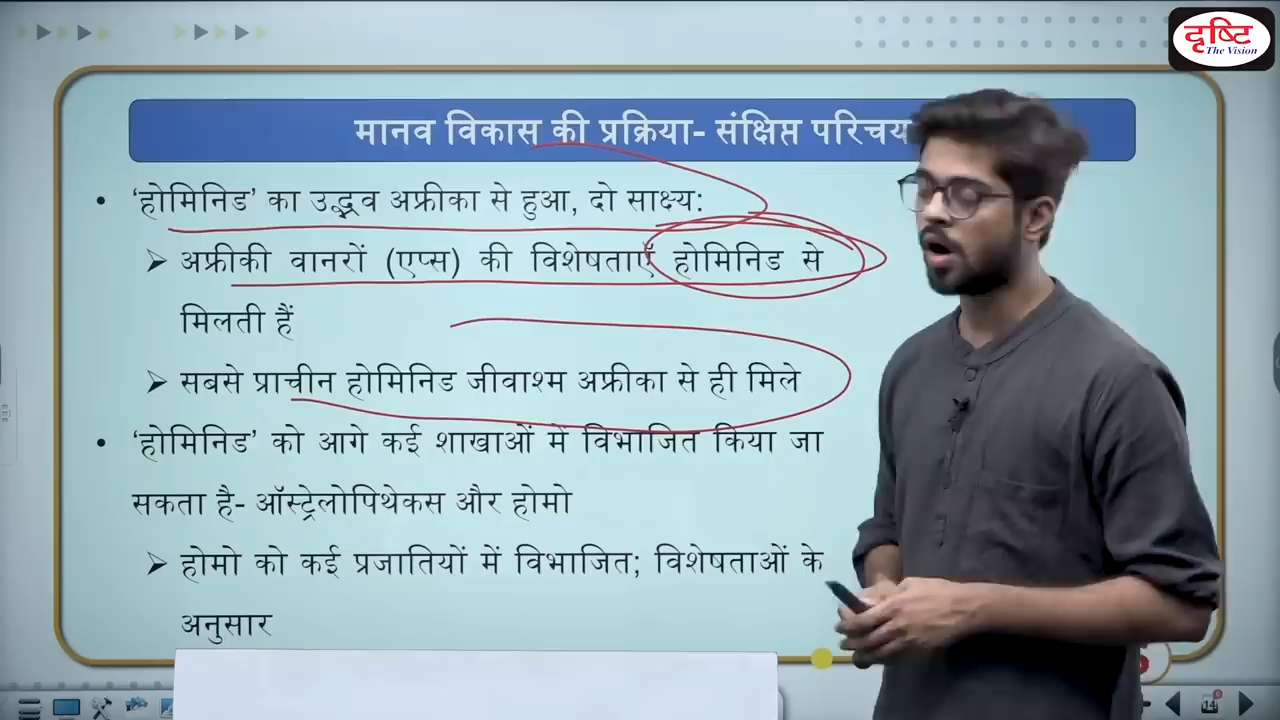 दृष्टि
The Vision
मानव विकास की प्रक्रिया- संक्षिप्त परिचय
• ‘होमिनिड’ का उद्भव अफ्रीका से हुआ, दो साक्ष्य:
➢ अफ्रीकी वानरों (एप्स) की विशेषताएँ होमिनिड से
मिलती हैं
➢ सबसे प्राचीन होमिनिड जीवाश्म अफ्रीका से ही मिले
• ‘होमिनिड’ को आगे कई शाखाओं में विभाजित किया जा
सकता है- ऑस्ट्रेलोपिथेकस और होमो
➢ होमो को कई प्रजातियों में विभाजित; विशेषताओं के
अनुसार
14